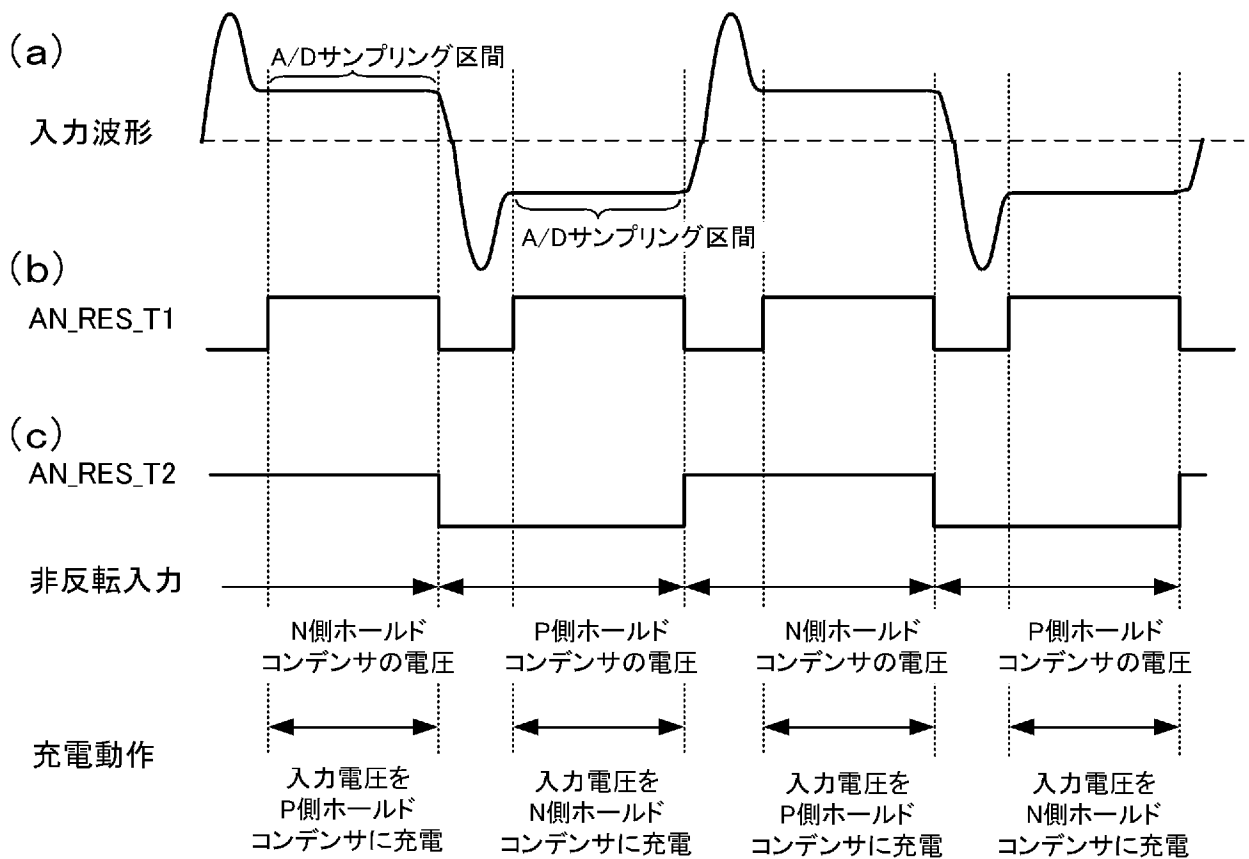 (a)
A/Dサンプリング区間
入力波形
A/Dサンプリング区間
(b)
AN_RES_T1
(c)
AN_RES_T2
非反転入力
N側ホールド
コンデンサの電圧
P側ホールド
コンデンサの電圧
N側ホールド
コンデンサの電圧
P側ホールド
コンデンサの電圧
充電動作
入力電圧を
P側ホールド
コンデンサに充電
入力電圧を
N側ホールド
コンデンサに充電
入力電圧を
P側ホールド
コンデンサに充電
入力電圧を
N側ホールド
コンデンサに充電